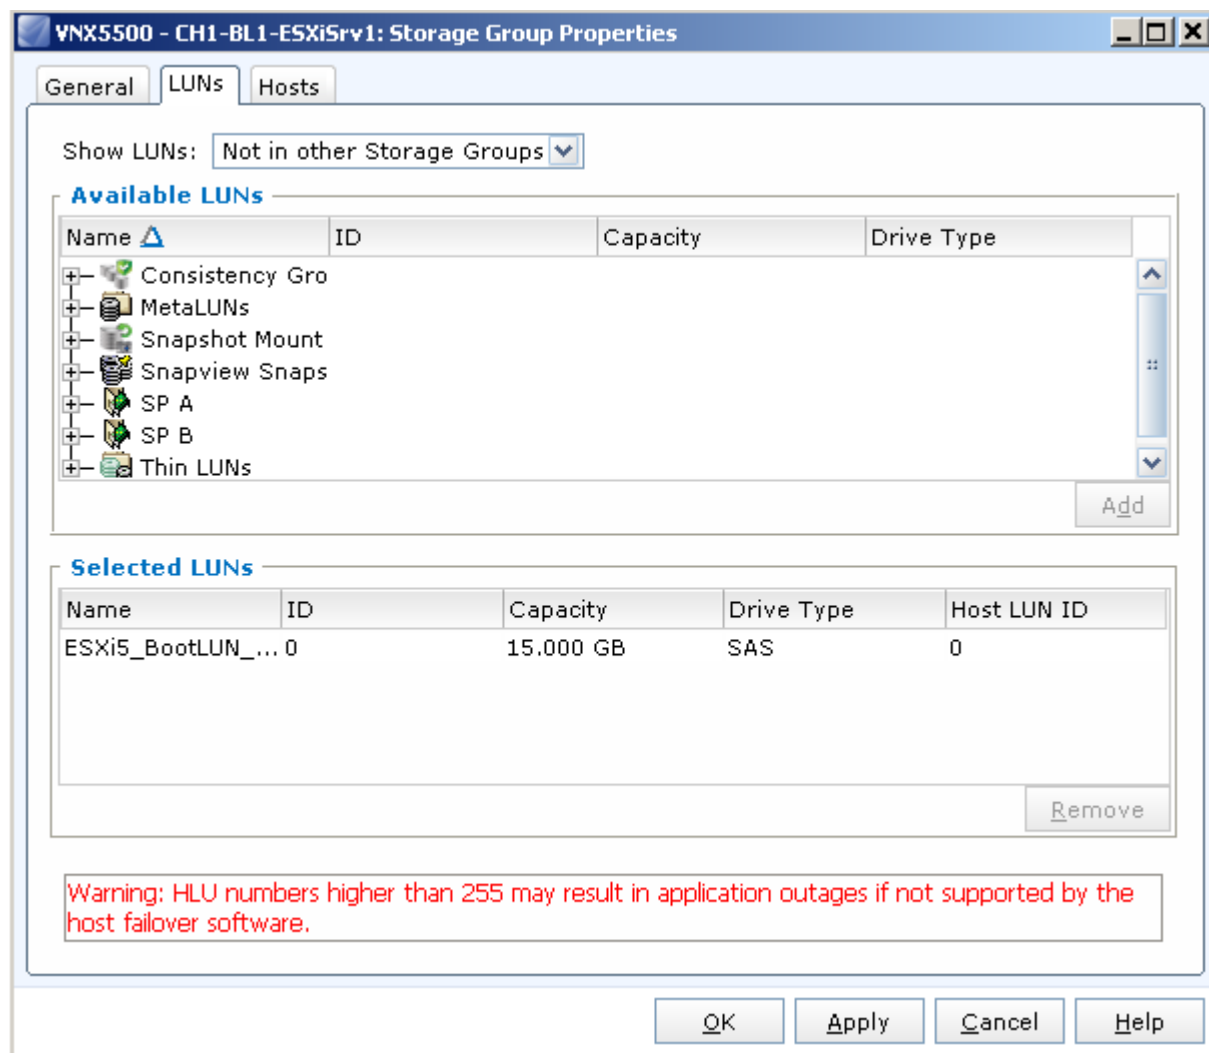 VNX5500 - CH1-BL1-ESXiSrv1: Storage Group Properties
General LUNs Hosts
Show LUNs: Not in other Storage Groups
Available LUNs
Name ID Capacity Drive Type
Consistency Gro
MetaLUNs
Snapshot Mount
Snapview Snaps
SP A
SP B
Thin LUNs
Add
Selected LUNs
Name ID Capacity Drive Type Host LUN ID
ESXi5_BootLUN_... 0 15.000 GB SAS 0
Remove
Warning: HLU numbers higher than 255 may result in application outages if not supported by the
host failover software.
OK Apply Cancel Help